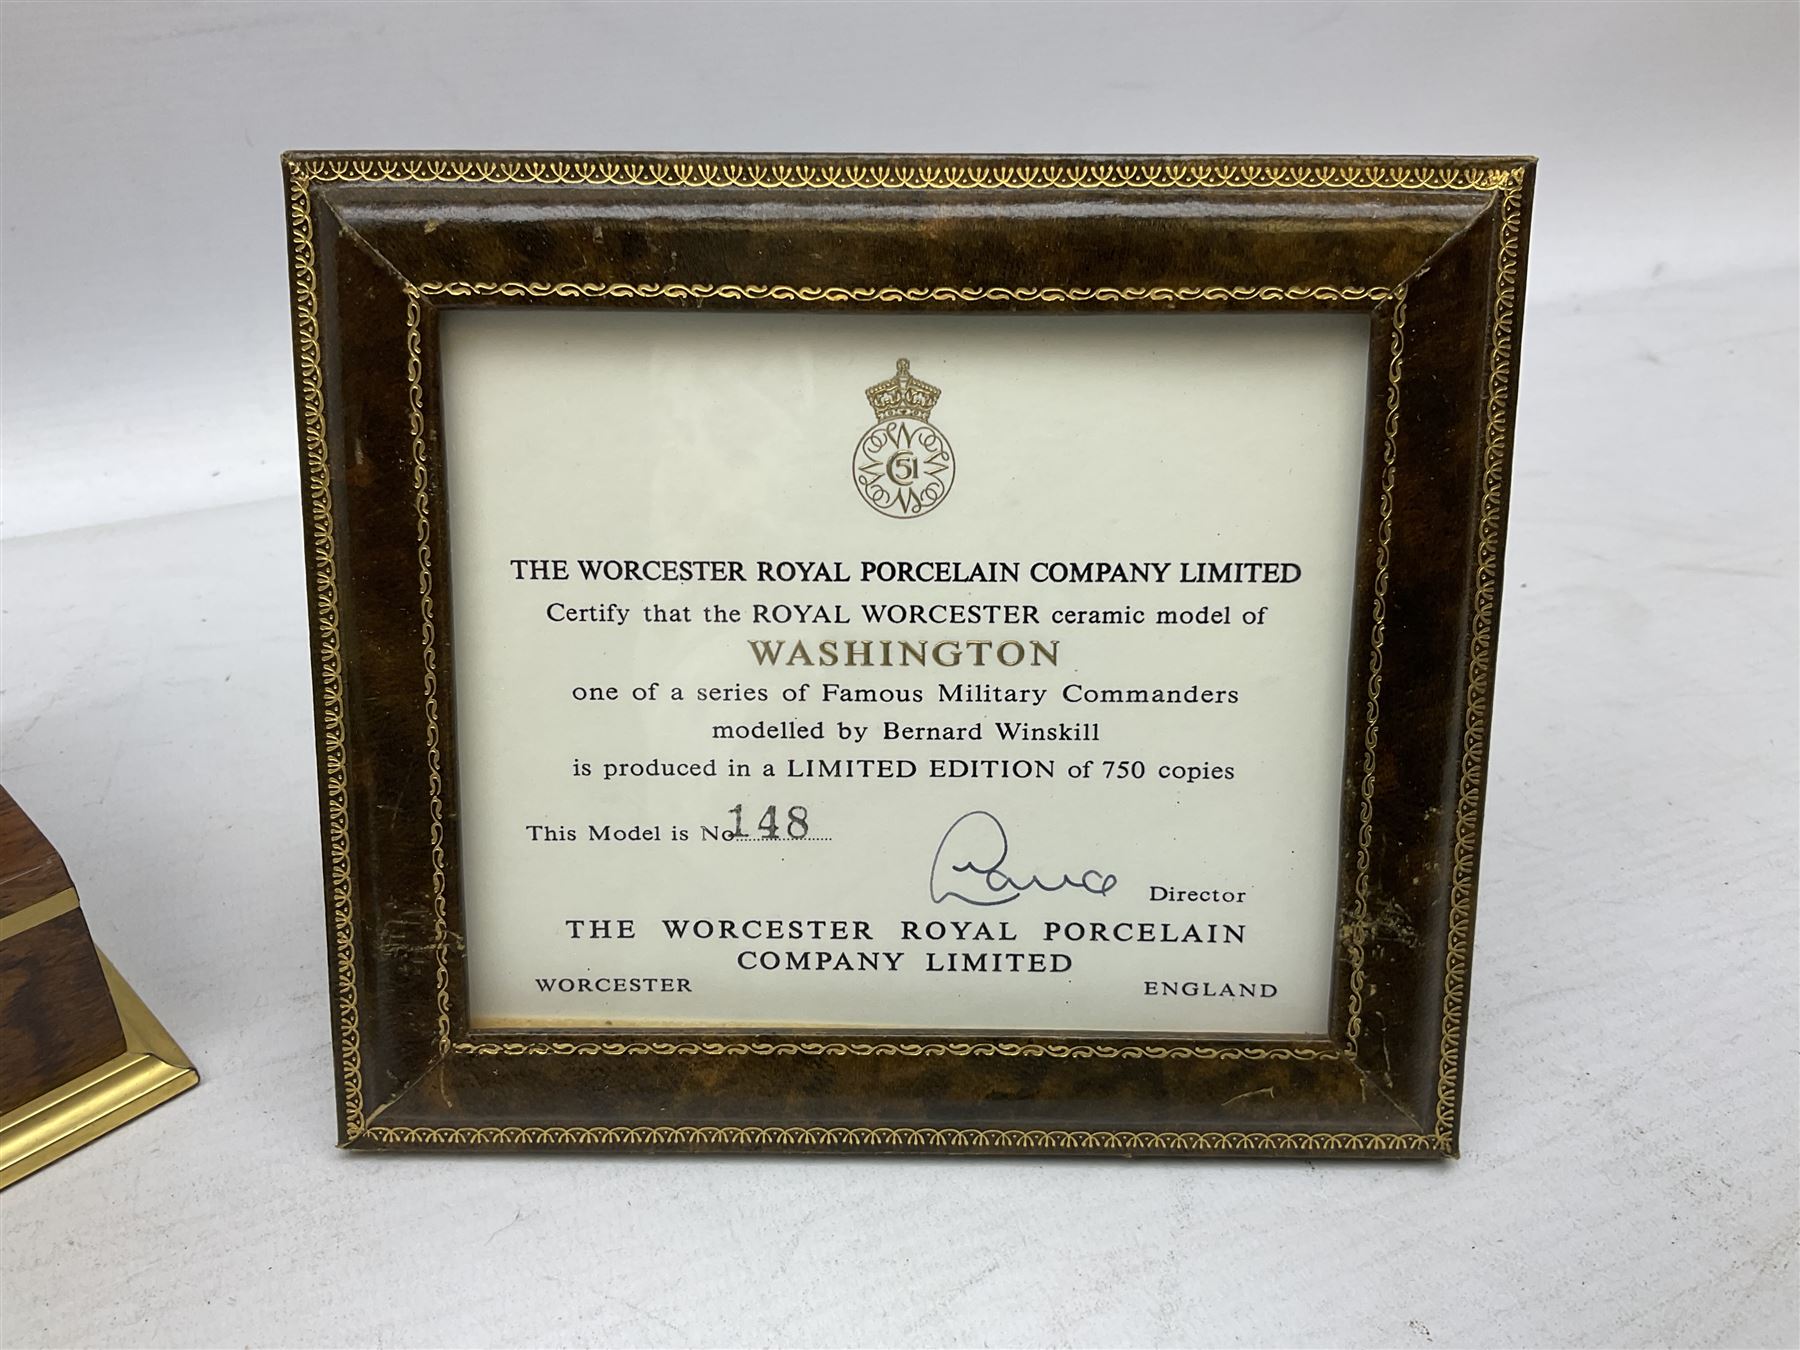 51
THE WORCESTER ROYAL PORCELAIN COMPANY LIMITED
Certify that the ROYAL WORCESTER ceramic model of
WASHINGTON
one of a series of Famous Military Commanders
modelled by Bernard Winskill
is produced in a LIMITED EDITION of 750 copies
This Model is No 148
Director
THE WORCESTER ROYAL PORCELAIN
COMPANY LIMITED
WORCESTER ENGLAND